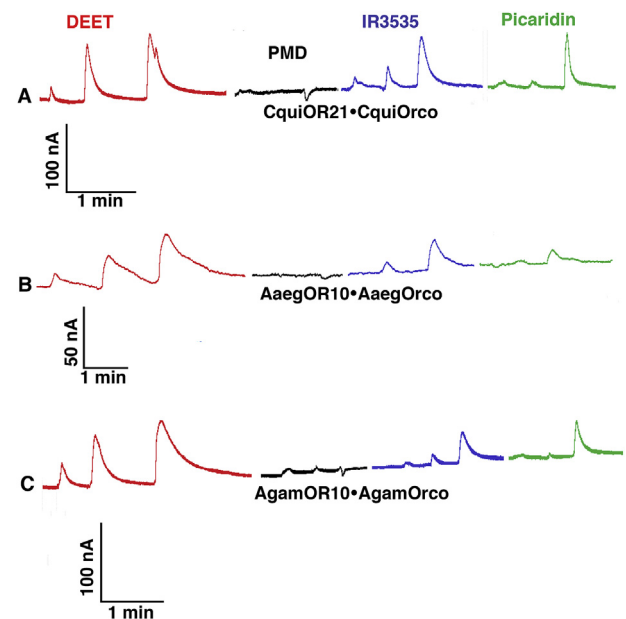 DEET
PMD
IR3535
Picaridin
A
CquiOR21•CquiOrco
100 nA
1 min
B
AaegOR10•AaegOrco
50 nA
1 min
C
AgamOR10•AgamOrco
100 nA
1 min